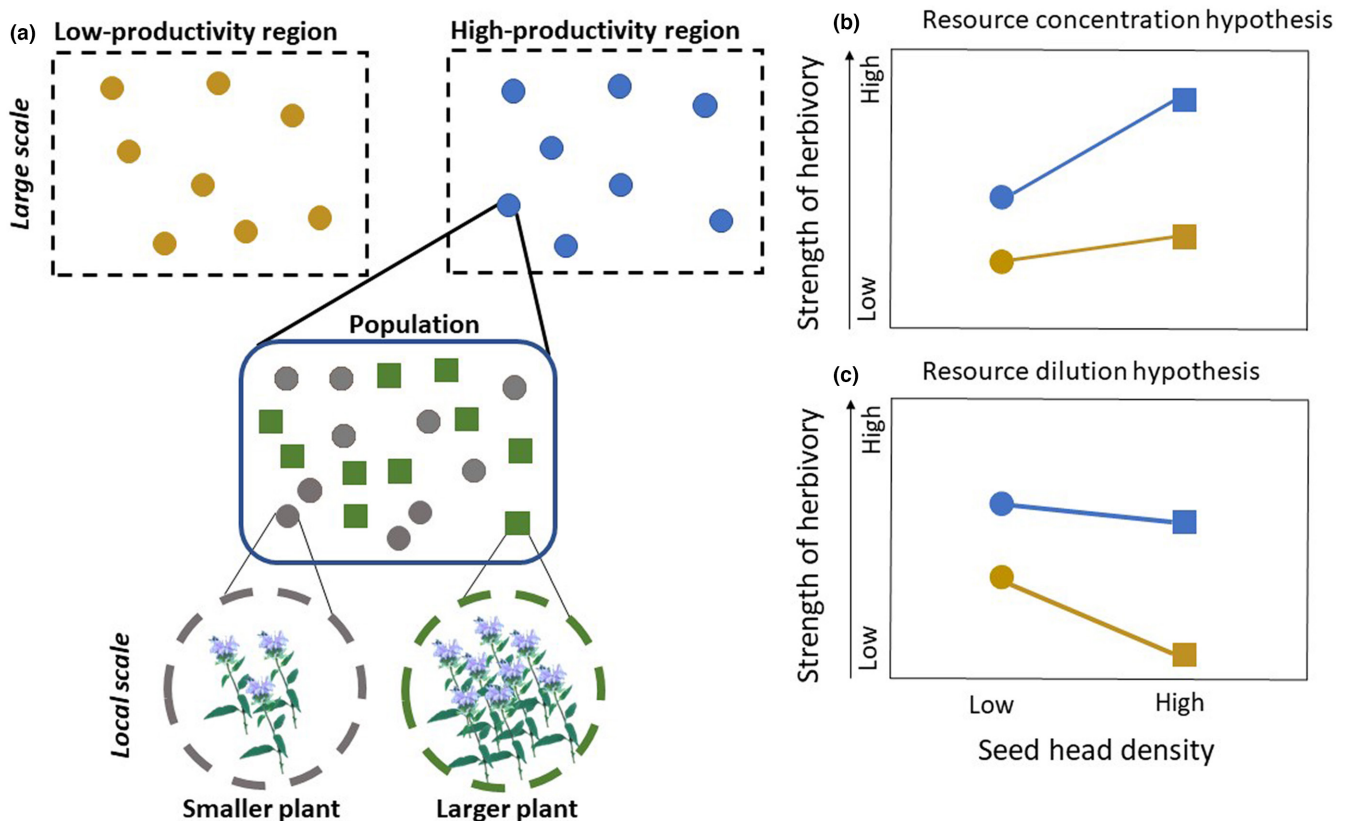 (a)
Low-productivity region
High-productivity region
Large scale
Population
Local scale
Smaller plant
Larger plant
(b)
Resource concentration hypothesis
Strength of herbivory
High
Low
(c)
Resource dilution hypothesis
Strength of herbivory
High
Low
Low
High
Seed head density